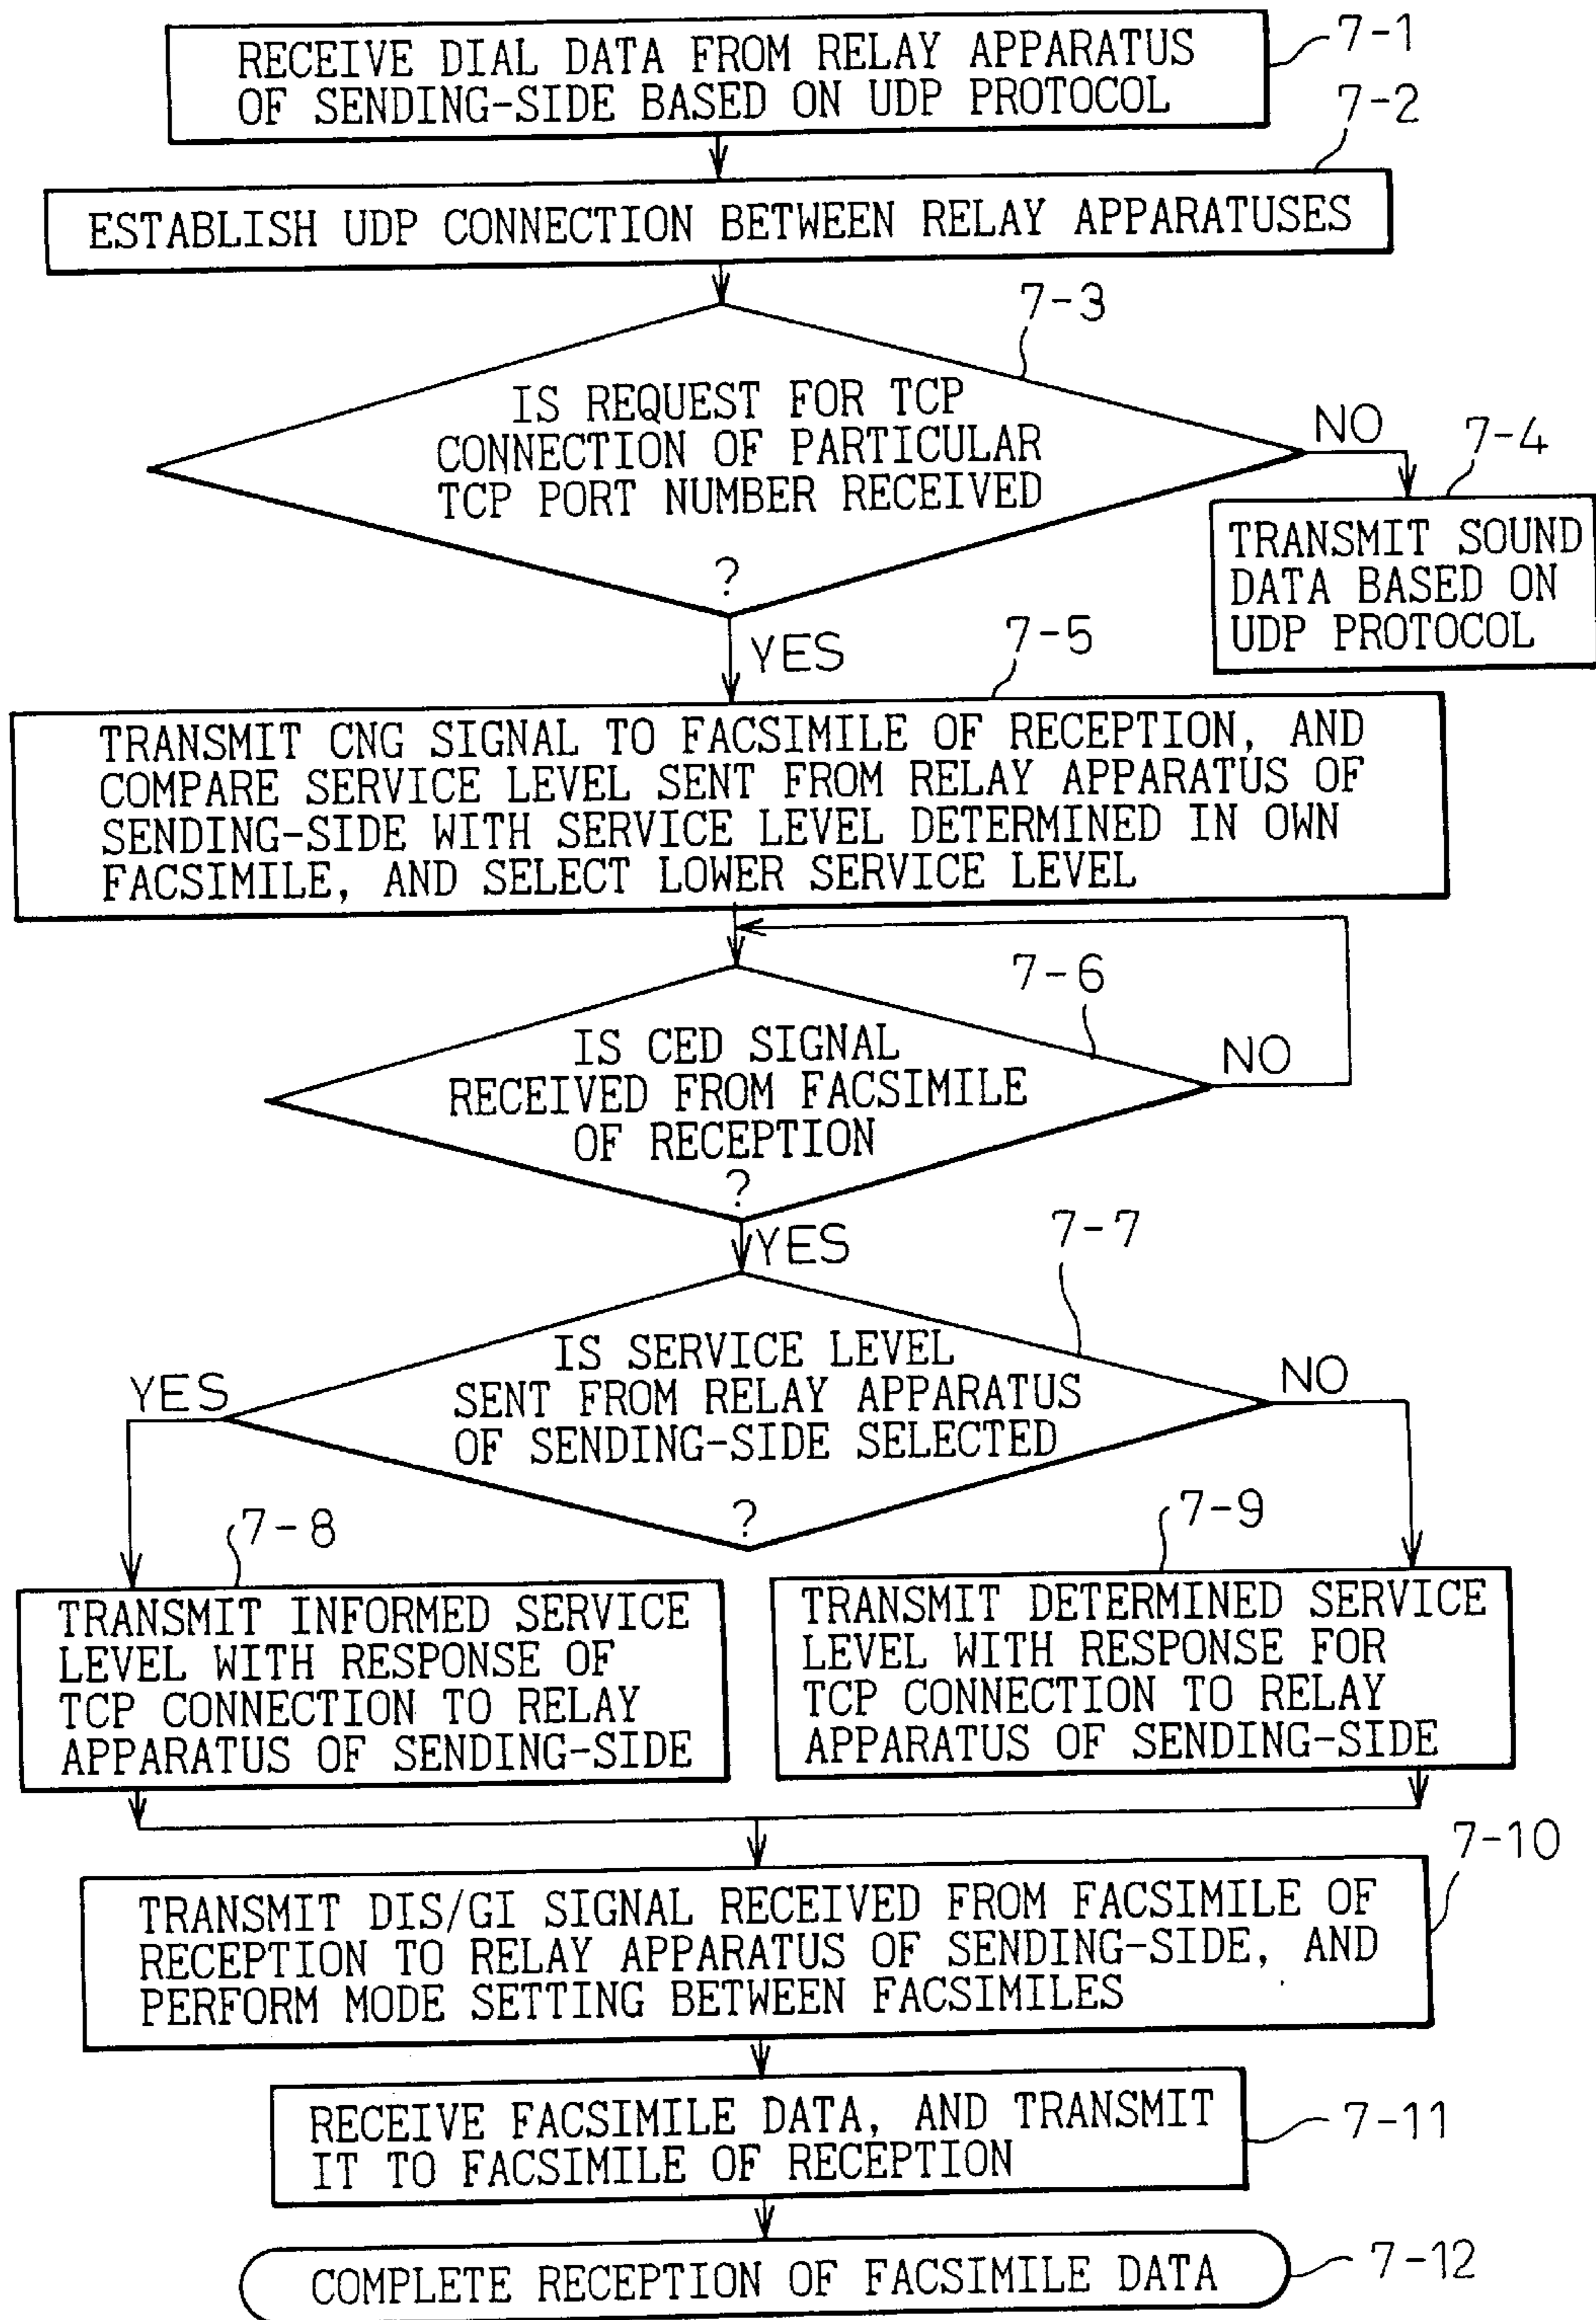 RECEIVE DIAL DATA FROM RELAY APPARATUS
OF SENDING-SIDE BASED ON UDP PROTOCOL
7-1
7-2
ESTABLISH UDP CONNECTION BETWEEN RELAY APPARATUSES
7-3
IS REQUEST FOR TCP
CONNECTION OF PARTICULAR
TCP PORT NUMBER RECEIVED
?
NO
7-4
TRANSMIT SOUND
DATA BASED ON
UDP PROTOCOL
YES
7-5
TRANSMIT CNG SIGNAL TO FACSIMILE OF RECEPTION, AND
COMPARE SERVICE LEVEL SENT FROM RELAY APPARATUS OF
SENDING-SIDE WITH SERVICE LEVEL DETERMINED IN OWN
FACSIMILE, AND SELECT LOWER SERVICE LEVEL
7-6
IS CED SIGNAL
RECEIVED FROM FACSIMILE
OF RECEPTION
?
NO
YES
7-7
IS SERVICE LEVEL
SENT FROM RELAY APPARATUS
OF SENDING-SIDE SELECTED
?
YES
NO
7-8
TRANSMIT INFORMED SERVICE
LEVEL WITH RESPONSE OF
TCP CONNECTION TO RELAY
APPARATUS OF SENDING-SIDE
7-9
TRANSMIT DETERMINED SERVICE
LEVEL WITH RESPONSE FOR
TCP CONNECTION TO RELAY
APPARATUS OF SENDING-SIDE
7-10
TRANSMIT DIS/GI SIGNAL RECEIVED FROM FACSIMILE OF
RECEPTION TO RELAY APPARATUS OF SENDING-SIDE, AND
PERFORM MODE SETTING BETWEEN FACSIMILES
RECEIVE FACSIMILE DATA, AND TRANSMIT
IT TO FACSIMILE OF RECEPTION
7-11
COMPLETE RECEPTION OF FACSIMILE DATA
7-12